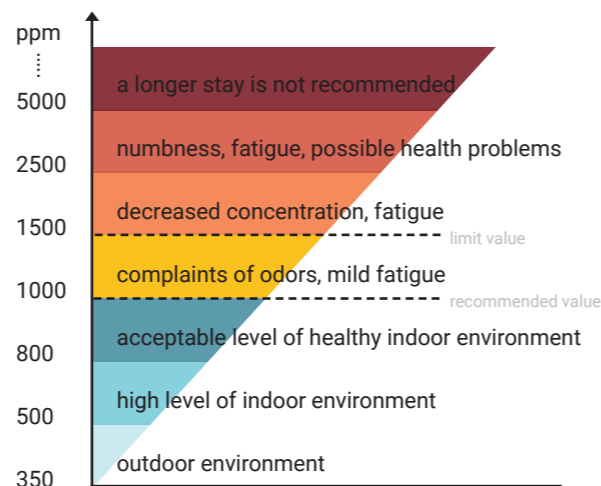 ppm
a longer stay is not recommended
5000
numbness, fatigue, possible health problems
2500
decreased concentration, fatigue
1500
limit value
complaints of odors, mild fatigue
1000
recommended value
acceptable level of healthy indoor environment
800
high level of indoor environment
500
outdoor environment
350